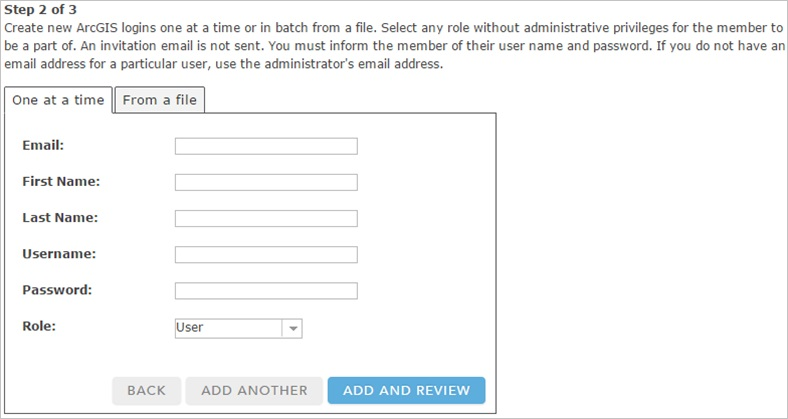 Step 2 of 3
Create new ArcGIS logins one at a time or in batch from a file. Select any role without administrative privileges for the member to
be a part of. An invitation email is not sent. You must inform the member of their user name and password. If you do not have an
email address for a particular user, use the administrator's email address.
One at a time From a file
Email:
First Name:
Last Name:
Username:
Password:
Role: User
BACK ADD ANOTHER ADD AND REVIEW